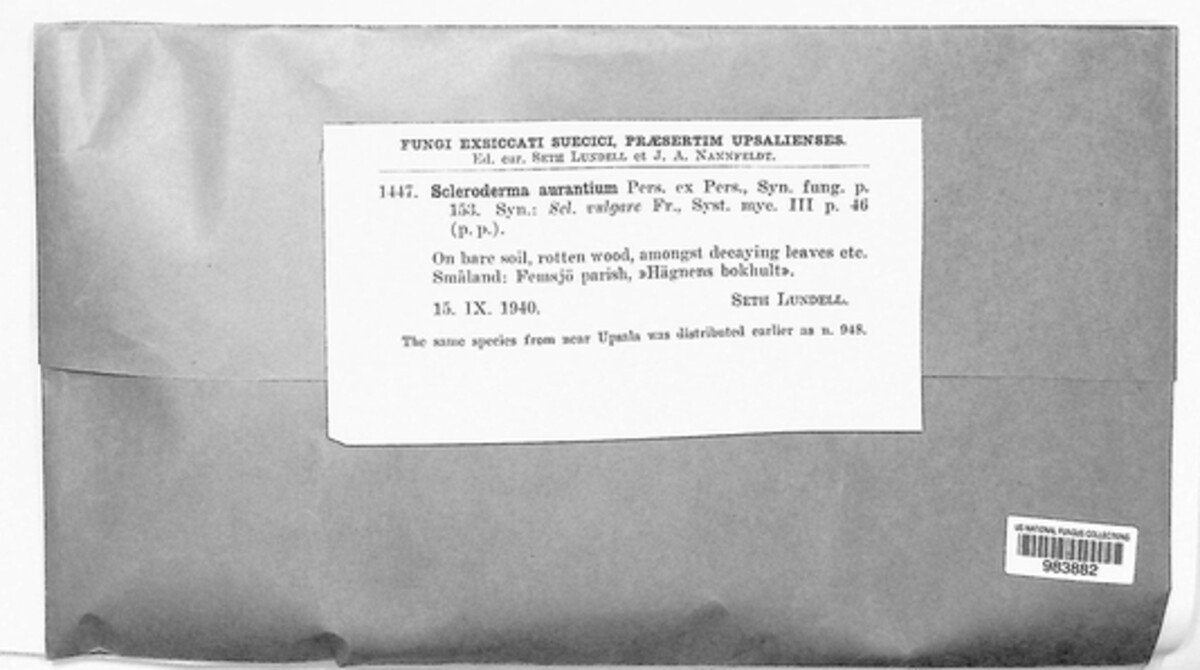 FUNGI EXSICCATI SUECICI, PRÆSERTIM UPSALIENSES.
Ed. cur. SETH LUNDELL et J. A. NANNFELDT.
1447. Scleroderma aurantium Pers. ex Pers., Syn. fung. p.
153. Syn.: Scl. vulgare Fr., Syst. myc. III p. 46
(p. p.).
On bare soil, rotten wood, amongst decaying leaves etc.
Småland: Femsjö parish, »Hägnens bokhult».
15. IX. 1940. SETH LUNDELL.
The same species from near Upsala was distributed earlier as n. 948.
US NATIONAL FUNGUS COLLECTIONS
983882